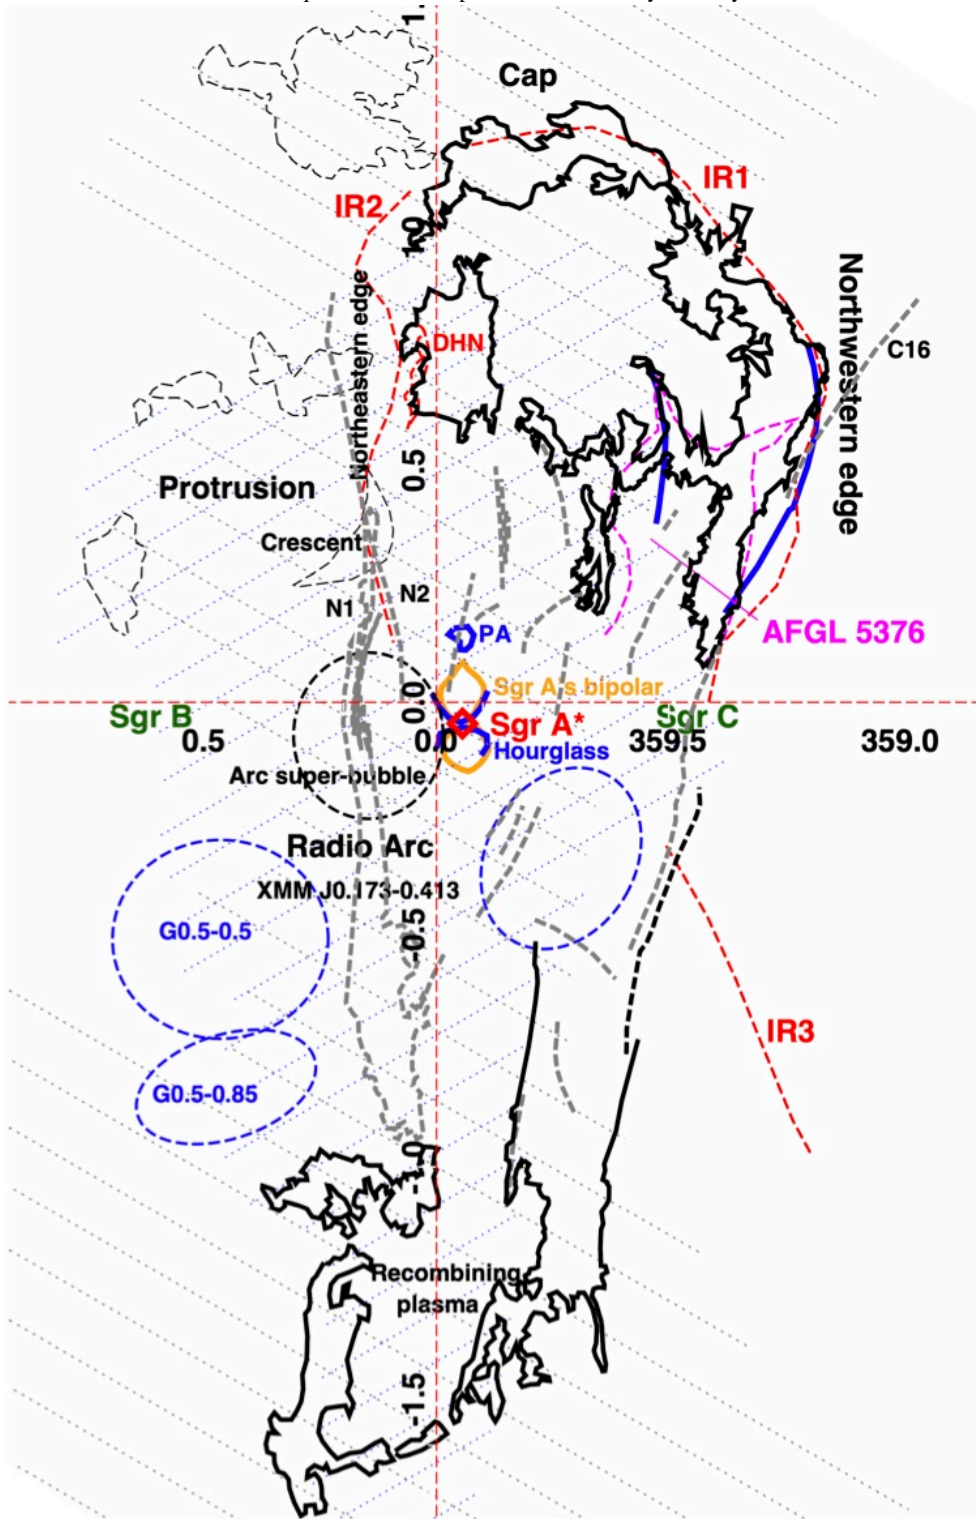 1.
Cap
IR1
IR2
1.0
Northeastern edge
DHN
Northwestern edge
C16
0.5
Protrusion
Crescent
N1
N2
PA
AFGL 5376
Sgr A's bipolar
0.0
Sgr B
Sgr A*
Sgr C
0.5
0.0
359.5
359.0
Hourglass
Arc super-bubble
Radio Arc
XMM J0.173-0.413
G0.5-0.5
-0.5
IR3
G0.5-0.85
-1.0
Recombining
plasma
-1.5